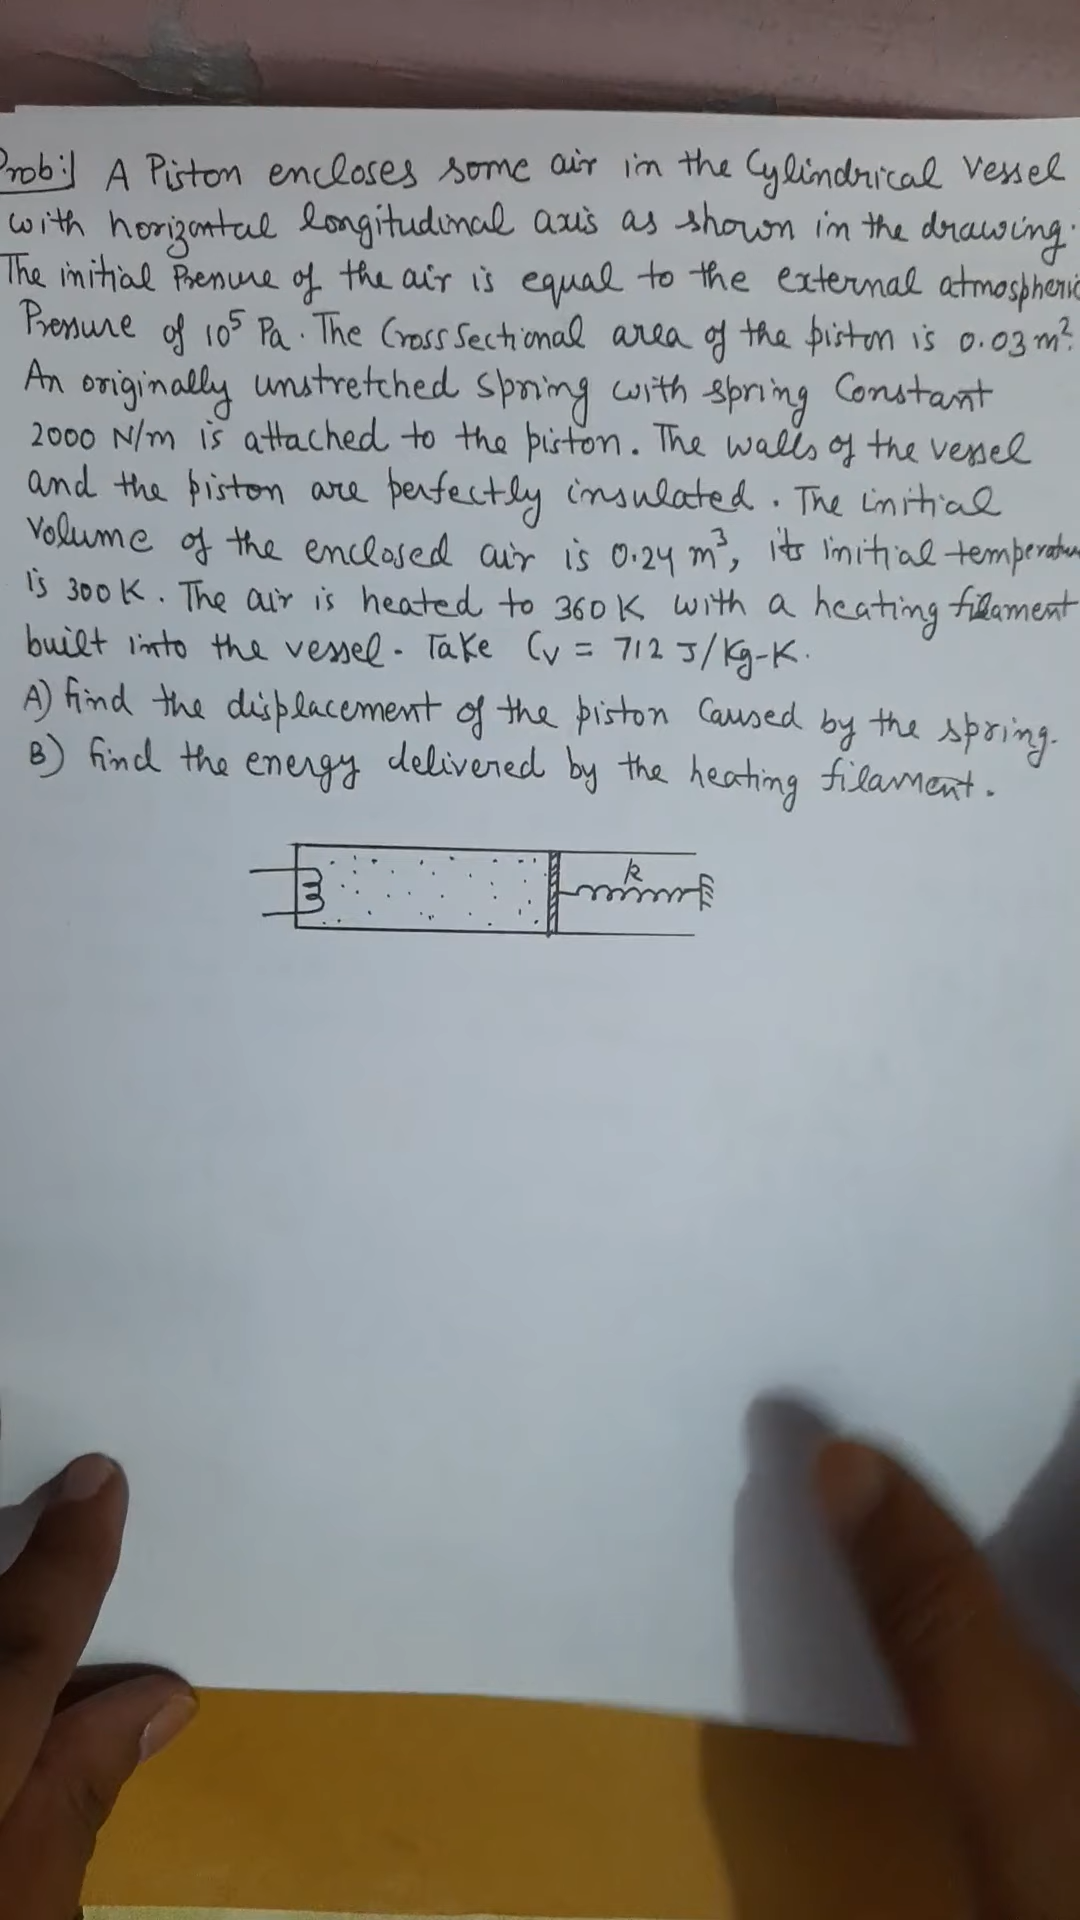 Prob:1 A Piston encloses some air in the Cylindrical Vessel
with horizontal longitudinal axis as shown in the drawing.
The initial Pressure of the air is equal to the external atmospheric
Pressure of 10⁵ Pa. The Cross Sectional area of the piston is 0.03 m².
An originally unstretched spring with spring Constant
2000 N/m is attached to the piston. The walls of the vessel
and the piston are perfectly insulated. The initial
Volume of the enclosed air is 0.24 m³, its initial temperature
is 300 K. The air is heated to 360 K with a heating filament
built into the vessel. Take Cv = 712 J/Kg-K.
A) find the displacement of the piston Caused by the spring.
B) find the energy delivered by the heating filament.
k